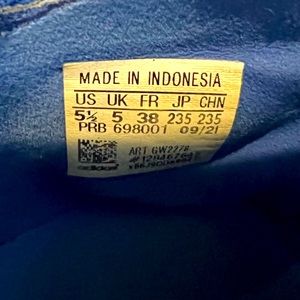 MADE IN INDONESIA
US UK FR JP CHN
5½ 5 38 235 235
PRB 698001 09/21
ART GW2278
adidas